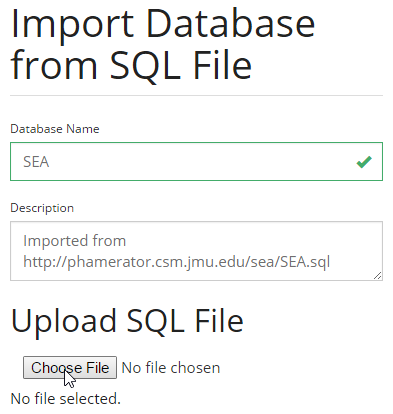 Import Database
from SQL File
Database Name
SEA
Description
Imported from
http://phamerator.csm.jmu.edu/sea/SEA.sql
Upload SQL File
Choose File No file chosen
No file selected.